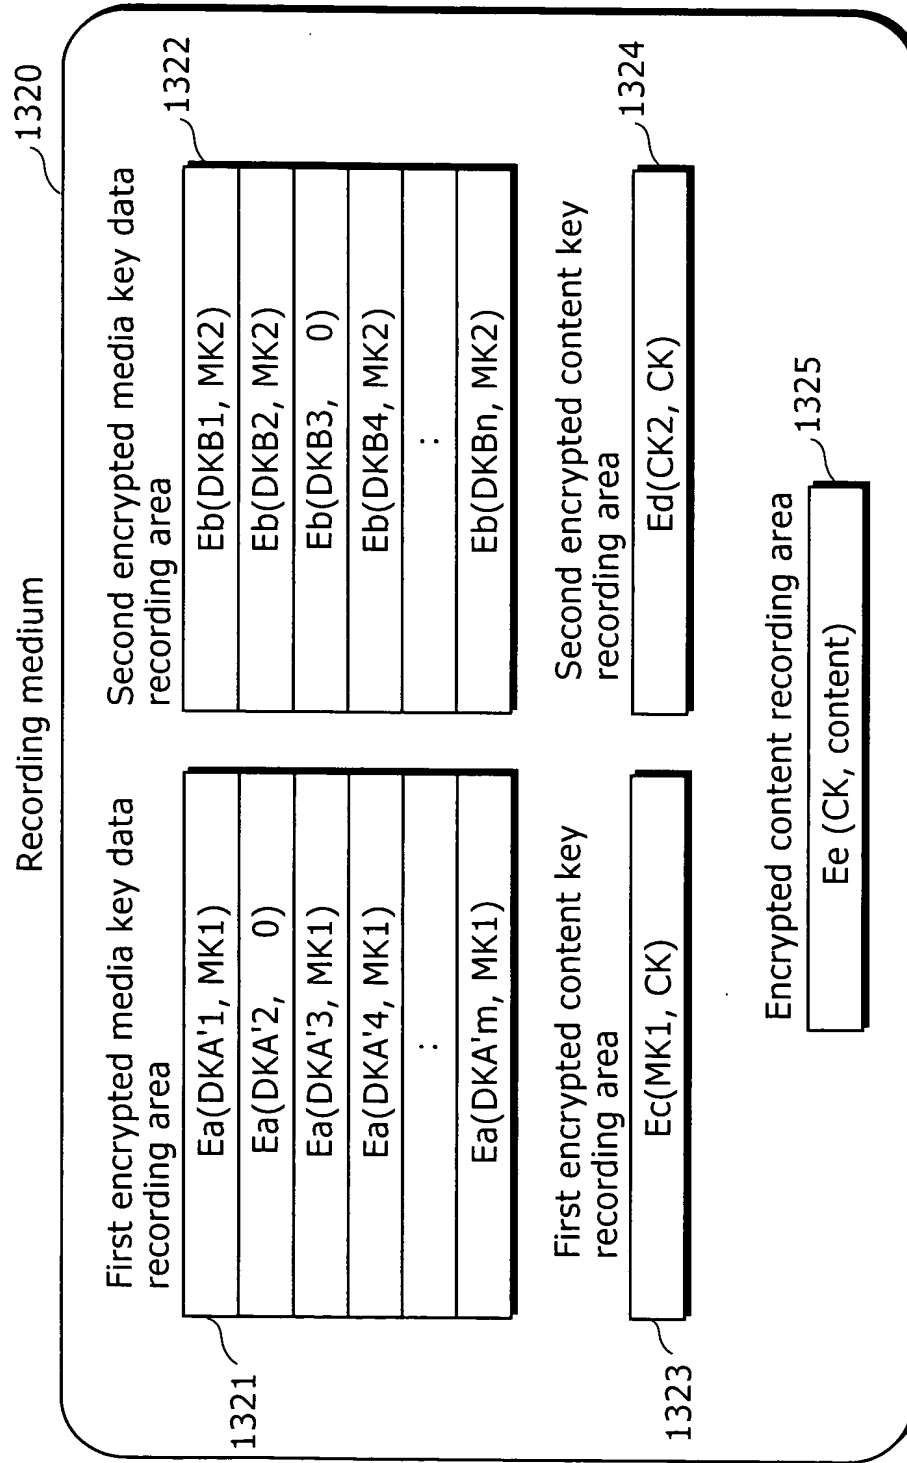 Recording medium
1320
First encrypted media key data
recording area
1321
Ea(DKA'1, MK1)
Ea(DKA'2, 0)
Ea(DKA'3, MK1)
Ea(DKA'4, MK1)
:
Ea(DKA'm, MK1)
Second encrypted media key data
recording area
1322
Eb(DKB1, MK2)
Eb(DKB2, MK2)
Eb(DKB3, 0)
Eb(DKB4, MK2)
:
Eb(DKBn, MK2)
First encrypted content key
recording area
1323
Ec(MK1, CK)
Second encrypted content key
recording area
1324
Ed(CK2, CK)
Encrypted content recording area
1325
Ee (CK, content)